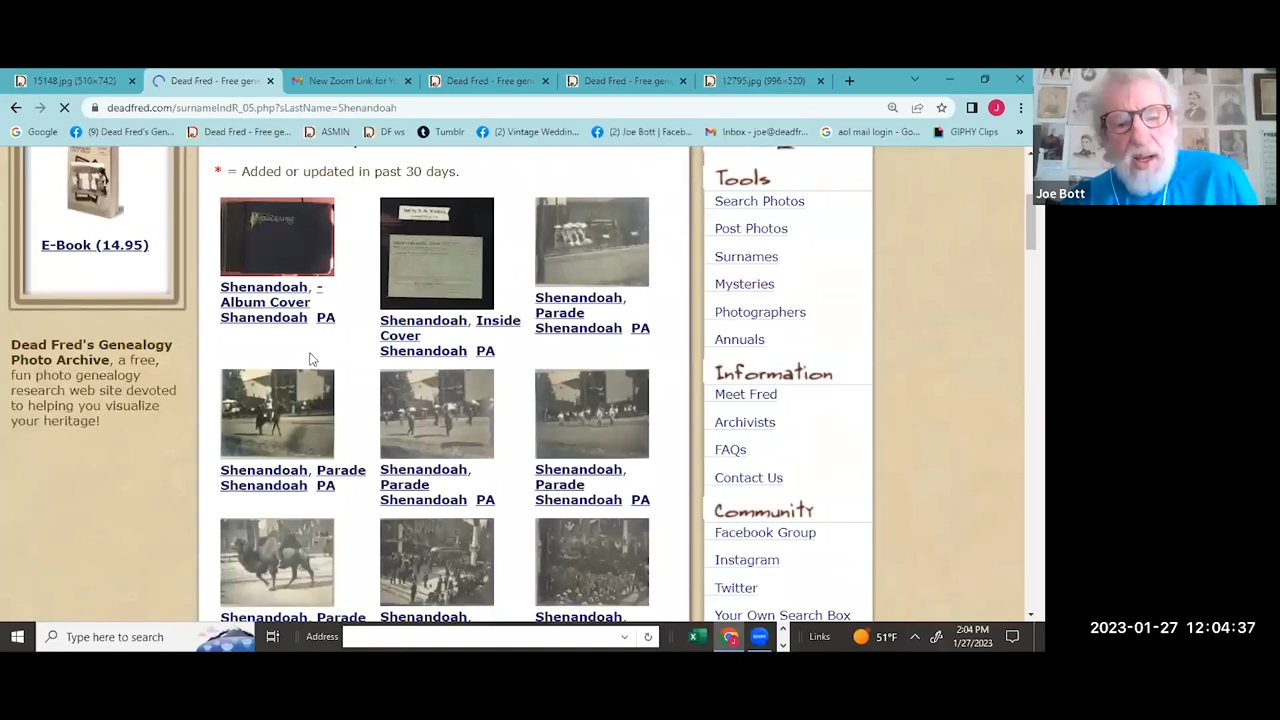 15148.jpg (510×742)
Dead Fred - Free gen
New Zoom Link for Y
Dead Fred - Free gen
Dead Fred - Free gen
12795.jpg (996×520)
deadfred.com/surnameIndR_05.php?sLastName=Shenandoah
Google
(9) Dead Fred's Gen...
Dead Fred - Free ge...
ASMIN
DF ws
Tumblr
(2) Vintage Weddin...
(2) Joe Bott | Faceb...
Inbox - joe@deadfr...
aol mail login - Go...
GIPHY Clips
»
E-Book (14.95)
Dead Fred's Genealogy
Photo Archive, a free,
fun photo genealogy
research web site devoted
to helping you visualize
your heritage!
* = Added or updated in past 30 days.
Shenandoah, -
Album Cover
Shanendoah PA
Shenandoah, Inside
Cover
Shenandoah PA
Shenandoah,
Parade
Shenandoah PA
Shenandoah, Parade
Shenandoah PA
Shenandoah,
Parade
Shenandoah PA
Shenandoah,
Parade
Shenandoah PA
Shenandoah, Parade
Shenandoah,
Shenandoah,
Tools
Search Photos
Post Photos
Surnames
Mysteries
Photographers
Annuals
Information
Meet Fred
Archivists
FAQs
Contact Us
Community
Facebook Group
Instagram
Twitter
Your Own Search Box
Joe Bott
Type here to search
Address
Links
51°F
2:04 PM
1/27/2023
2023-01-27 12:04:37